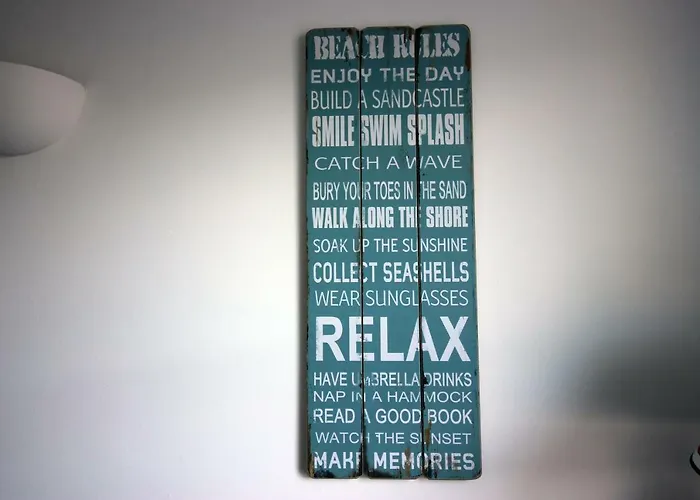 BEACH RULES
ENJOY THE DAY
BUILD A SANDCASTLE
SMILE SWIM SPLASH
CATCH A WAVE
BURY YOUR TOES IN THE SAND
WALK ALONG THE SHORE
SOAK UP THE SUNSHINE
COLLECT SEASHELLS
WEAR SUNGLASSES
RELAX
HAVE UMBRELLA DRINKS
NAP IN A HAMMOCK
READ A GOOD BOOK
WATCH THE SUNSET
MAKE MEMORIES